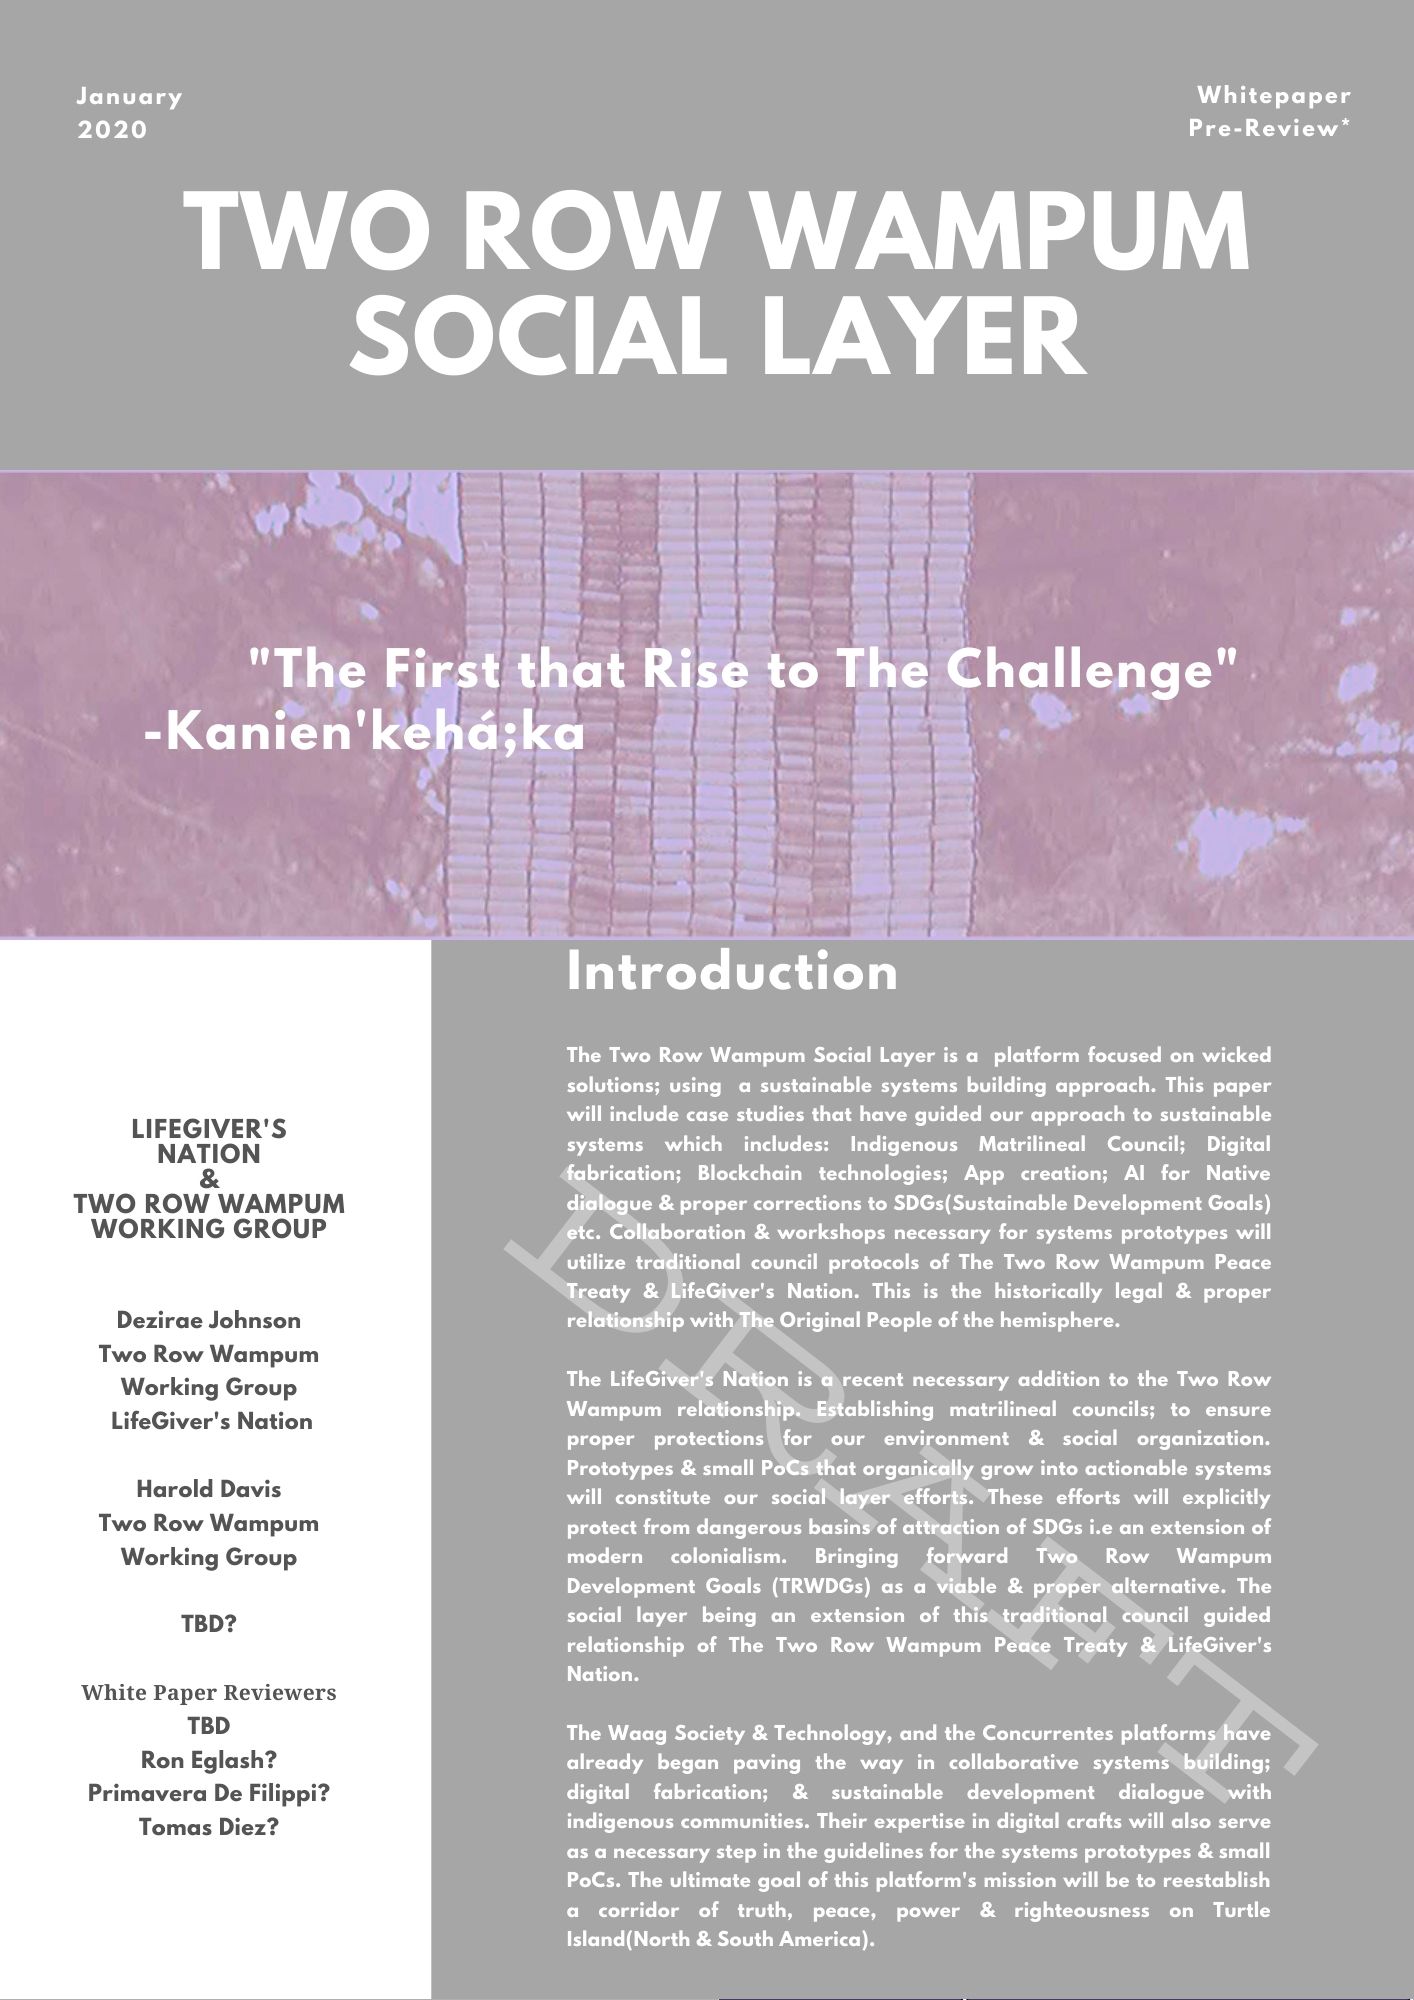 January
2020
Whitepaper
Pre-Review*
TWO ROW WAMPUM
SOCIAL LAYER
"The First that Rise to The Challenge"
-Kanien'kehá;ka
LIFEGIVER'S
NATION
&
TWO ROW WAMPUM
WORKING GROUP
Dezirae Johnson
Two Row Wampum
Working Group
LifeGiver's Nation
Harold Davis
Two Row Wampum
Working Group
TBD?
White Paper Reviewers
TBD
Ron Eglash?
Primavera De Filippi?
Tomas Diez?
Introduction
The Two Row Wampum Social Layer is a platform focused on wicked
solutions; using a sustainable systems building approach. This paper
will include case studies that have guided our approach to sustainable
systems which includes: Indigenous Matrilineal Council; Digital
fabrication; Blockchain technologies; App creation; AI for Native
dialogue & proper corrections to SDGs(Sustainable Development Goals)
etc. Collaboration & workshops necessary for systems prototypes will
utilize traditional council protocols of The Two Row Wampum Peace
Treaty & LifeGiver's Nation. This is the historically legal & proper
relationship with The Original People of the hemisphere.
The LifeGiver's Nation is a recent necessary addition to the Two Row
Wampum relationship. Establishing matrilineal councils; to ensure
proper protections for our environment & social organization.
Prototypes & small PoCs that organically grow into actionable systems
will constitute our social layer efforts. These efforts will explicitly
protect from dangerous basins of attraction of SDGs i.e an extension of
modern colonialism. Bringing forward Two Row Wampum
Development Goals (TRWDGs) as a viable & proper alternative. The
social layer being an extension of this traditional council guided
relationship of The Two Row Wampum Peace Treaty & LifeGiver's
Nation.
The Waag Society & Technology, and the Concurrentes platforms have
already began paving the way in collaborative systems building;
digital fabrication; & sustainable development dialogue with
indigenous communities. Their expertise in digital crafts will also serve
as a necessary step in the guidelines for the systems prototypes & small
PoCs. The ultimate goal of this platform's mission will be to reestablish
a corridor of truth, peace, power & righteousness on Turtle
Island(North & South America).
DRAFT